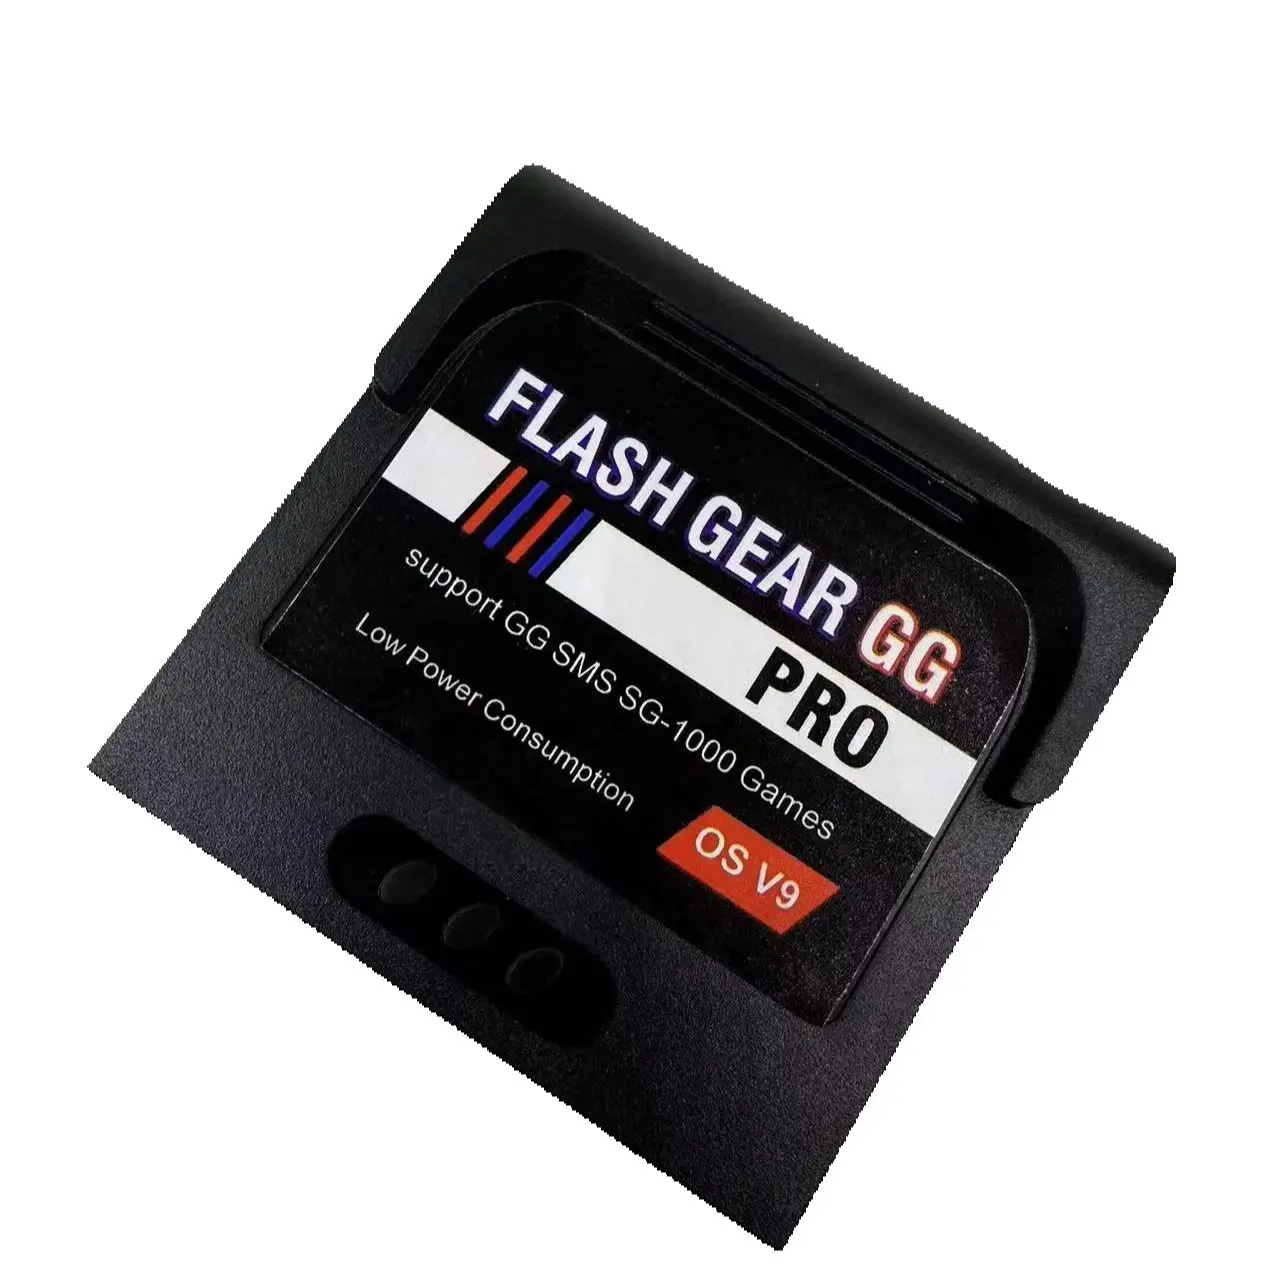 FLASH GEAR GG
PRO
support GG SMS SG-1000 Games
Low Power Consumption
OS V9